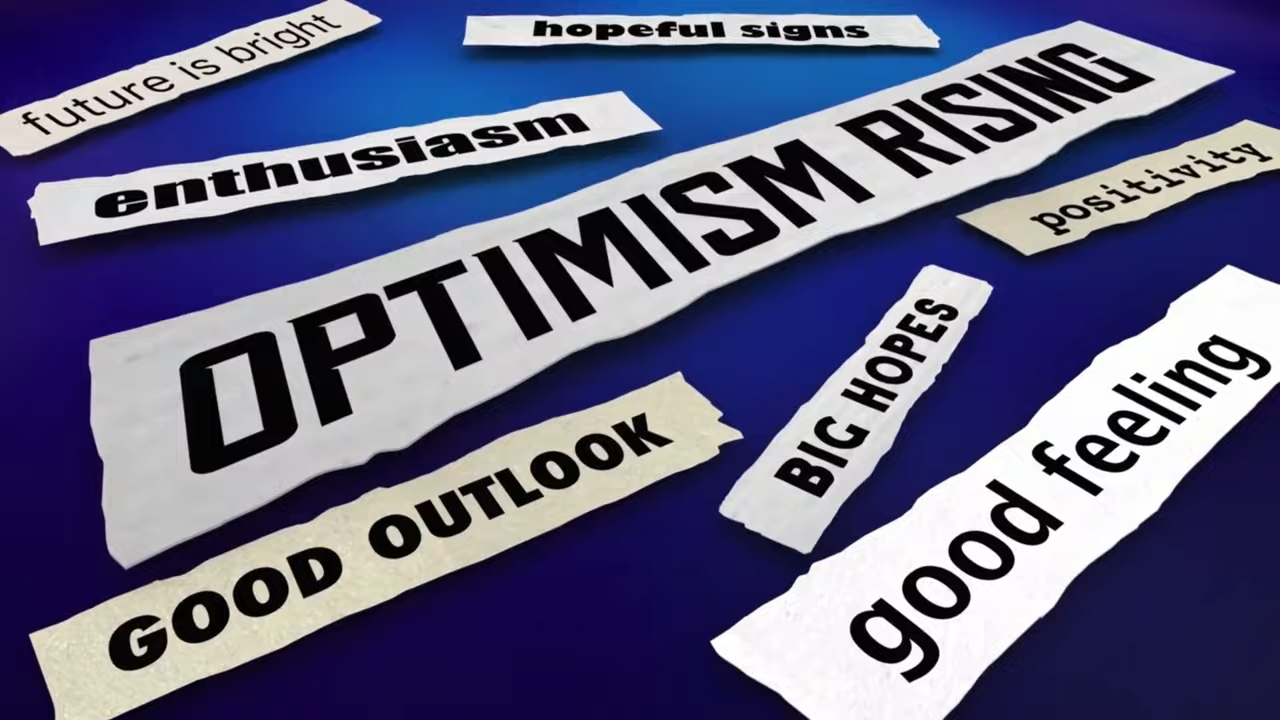 future is bright
hopeful signs
enthusiasm
OPTIMISM RISING
positivity
BIG HOPES
GOOD OUTLOOK
good feeling